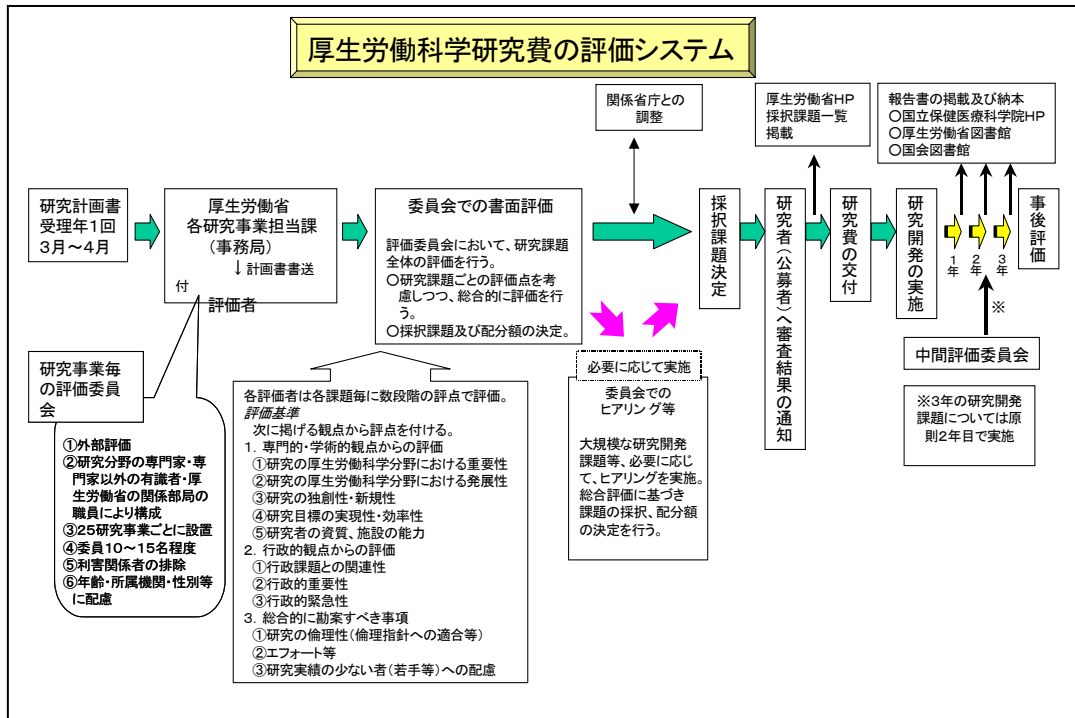 厚生労働科学研究費の評価システム
関係省庁との
調整
厚生労働省HP
採択課題一覧
掲載
報告書の掲載及び納本
○国立保健医療科学院HP
○厚生労働省図書館
○国会図書館
研究計画書
受理年1回
3月～4月
厚生労働省
各研究事業担当課
（事務局）
↓計画書書送
付
評価者
委員会での書面評価
評価委員会において、研究課題
全体の評価を行う。
○研究課題ごとの評価点を考
慮しつつ、総合的に評価を行
う。
○採択課題及び配分額の決定。
採択課題決定
研究者（公募者）へ審査結果の通知
研究費の交付
研究開発の実施
1年
2年
3年
事後評価
※
中間評価委員会
※3年の研究開発
課題については原
則2年目で実施
必要に応じて実施
委員会での
ヒアリング等
大規模な研究開発
課題等、必要に応じ
て、ヒアリングを実施。
総合評価に基づき
課題の採択、配分額
の決定を行う。
研究事業毎
の評価委員
会
①外部評価
②研究分野の専門家・専
門家以外の有識者・厚
生労働省の関係部局の
職員により構成
③25研究事業ごとに設置
④委員10～15名程度
⑤利害関係者の排除
⑥年齢・所属機関・性別等
に配慮
各評価者は各課題毎に数段階の評点で評価。
評価基準
次に掲げる観点から評点を付ける。
1．専門的・学術的観点からの評価
①研究の厚生労働科学分野における重要性
②研究の厚生労働科学分野における発展性
③研究の独創性・新規性
④研究目標の実現性・効率性
⑤研究者の資質、施設の能力
2．行政的観点からの評価
①行政課題との関連性
②行政的重要性
③行政的緊急性
3．総合的に勘案すべき事項
①研究の倫理性（倫理指針への適合等）
②エフォート等
③研究実績の少ない者（若手等）への配慮